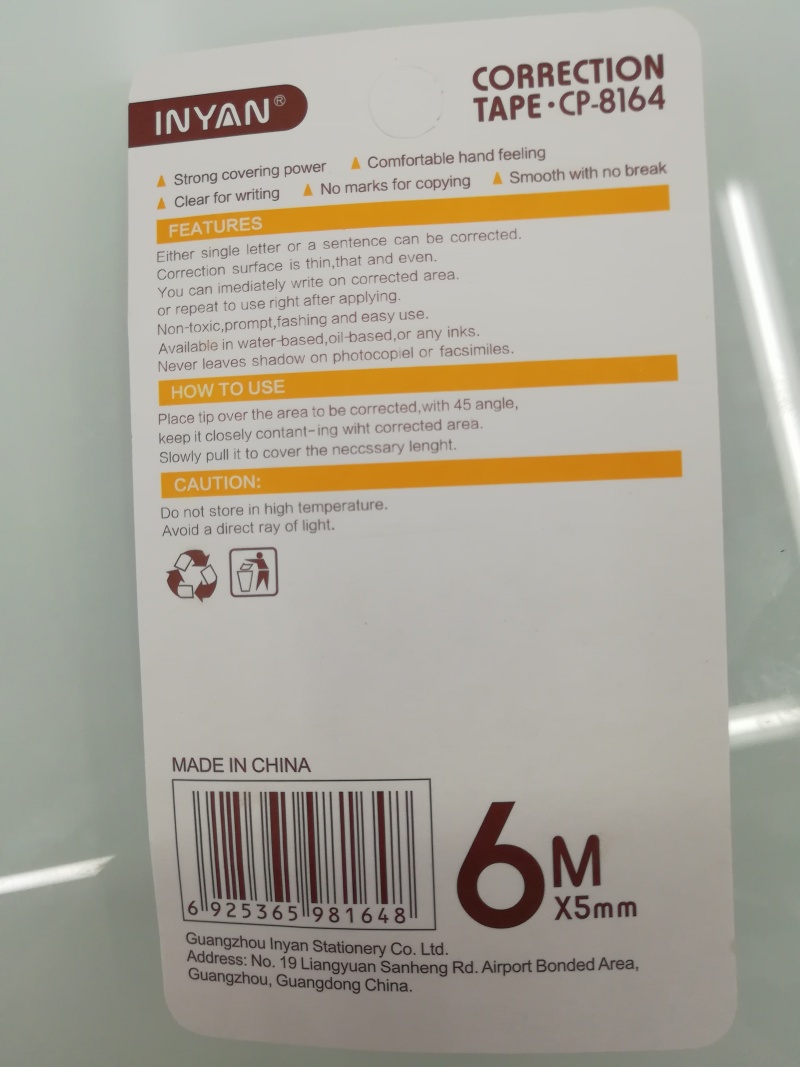 INYAN®
CORRECTION
TAPE·CP-8164
▲ Strong covering power ▲ Comfortable hand feeling
▲ Clear for writing ▲ No marks for copying ▲ Smooth with no break
FEATURES
Either single letter or a sentence can be corrected.
Correction surface is thin,that and even.
You can imediately write on corrected area.
or repeat to use right after applying.
Non-toxic,prompt,fashing and easy use.
Available in water-based,oil-based,or any inks.
Never leaves shadow on photocopiel or facsimiles.
HOW TO USE
Place tip over the area to be corrected,with 45 angle,
keep it closely contant-ing wiht corrected area.
Slowly pull it to cover the neccssary lenght.
CAUTION:
Do not store in high temperature.
Avoid a direct ray of light.
MADE IN CHINA
6 925365 981648
6M
X5mm
Guangzhou Inyan Stationery Co. Ltd.
Address: No. 19 Liangyuan Sanheng Rd. Airport Bonded Area,
Guangzhou, Guangdong China.